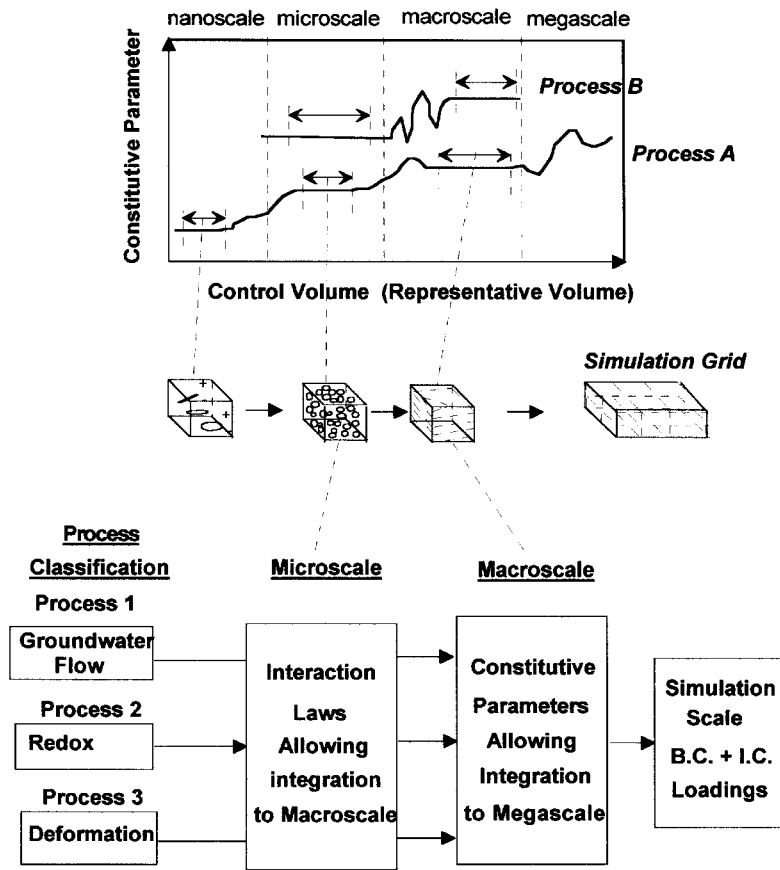 nanoscale microscale macroscale megascale
Constitutive Parameter
Process B
Process A
Control Volume (Representative Volume)
Simulation Grid
Process
Classification
Microscale
Macroscale
Process 1
Groundwater
Flow
Process 2
Redox
Process 3
Deformation
Interaction
Laws
Allowing
integration
to Macroscale
Constitutive
Parameters
Allowing
Integration
to Megascale
Simulation
Scale
B.C. + I.C.
Loadings